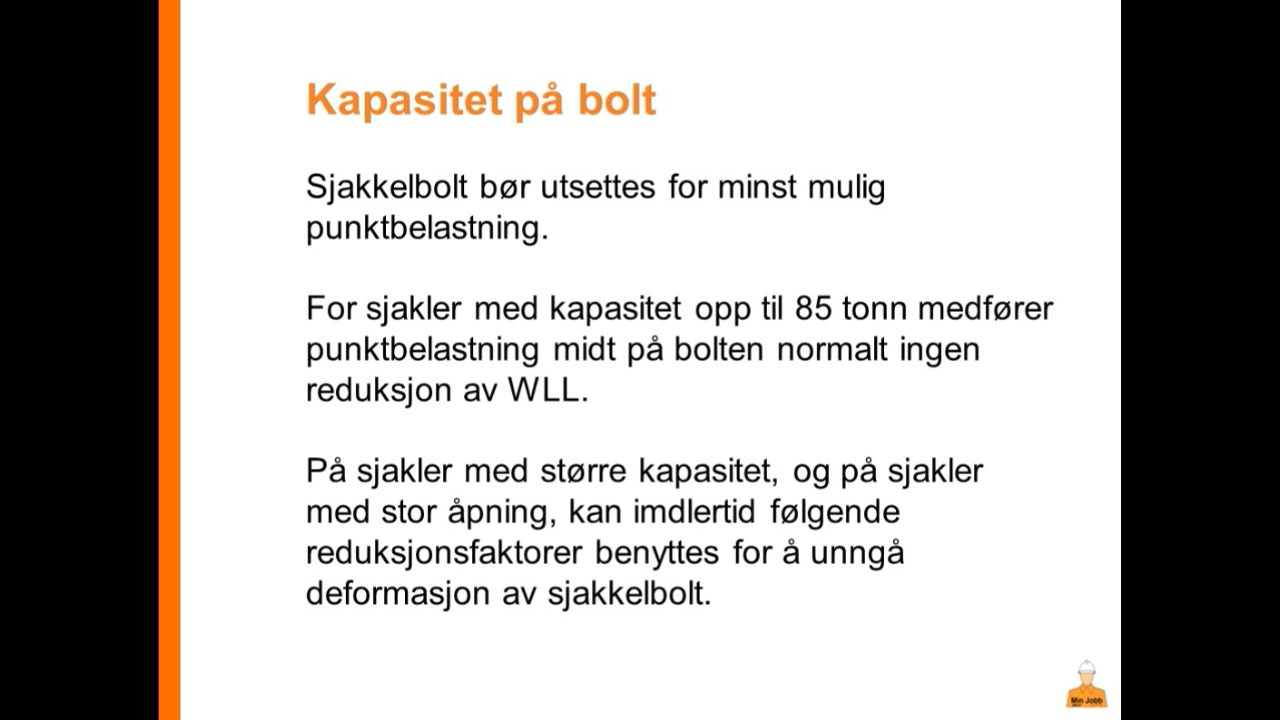 Kapasitet på bolt
Sjakkelbolt bør utsettes for minst mulig
punktbelastning.
For sjakler med kapasitet opp til 85 tonn medfører
punktbelastning midt på bolten normalt ingen
reduksjon av WLL.
På sjakler med større kapasitet, og på sjakler
med stor åpning, kan imdlertid følgende
reduksjonsfaktorer benyttes for å unngå
deformasjon av sjakkelbolt.
Min Jobb